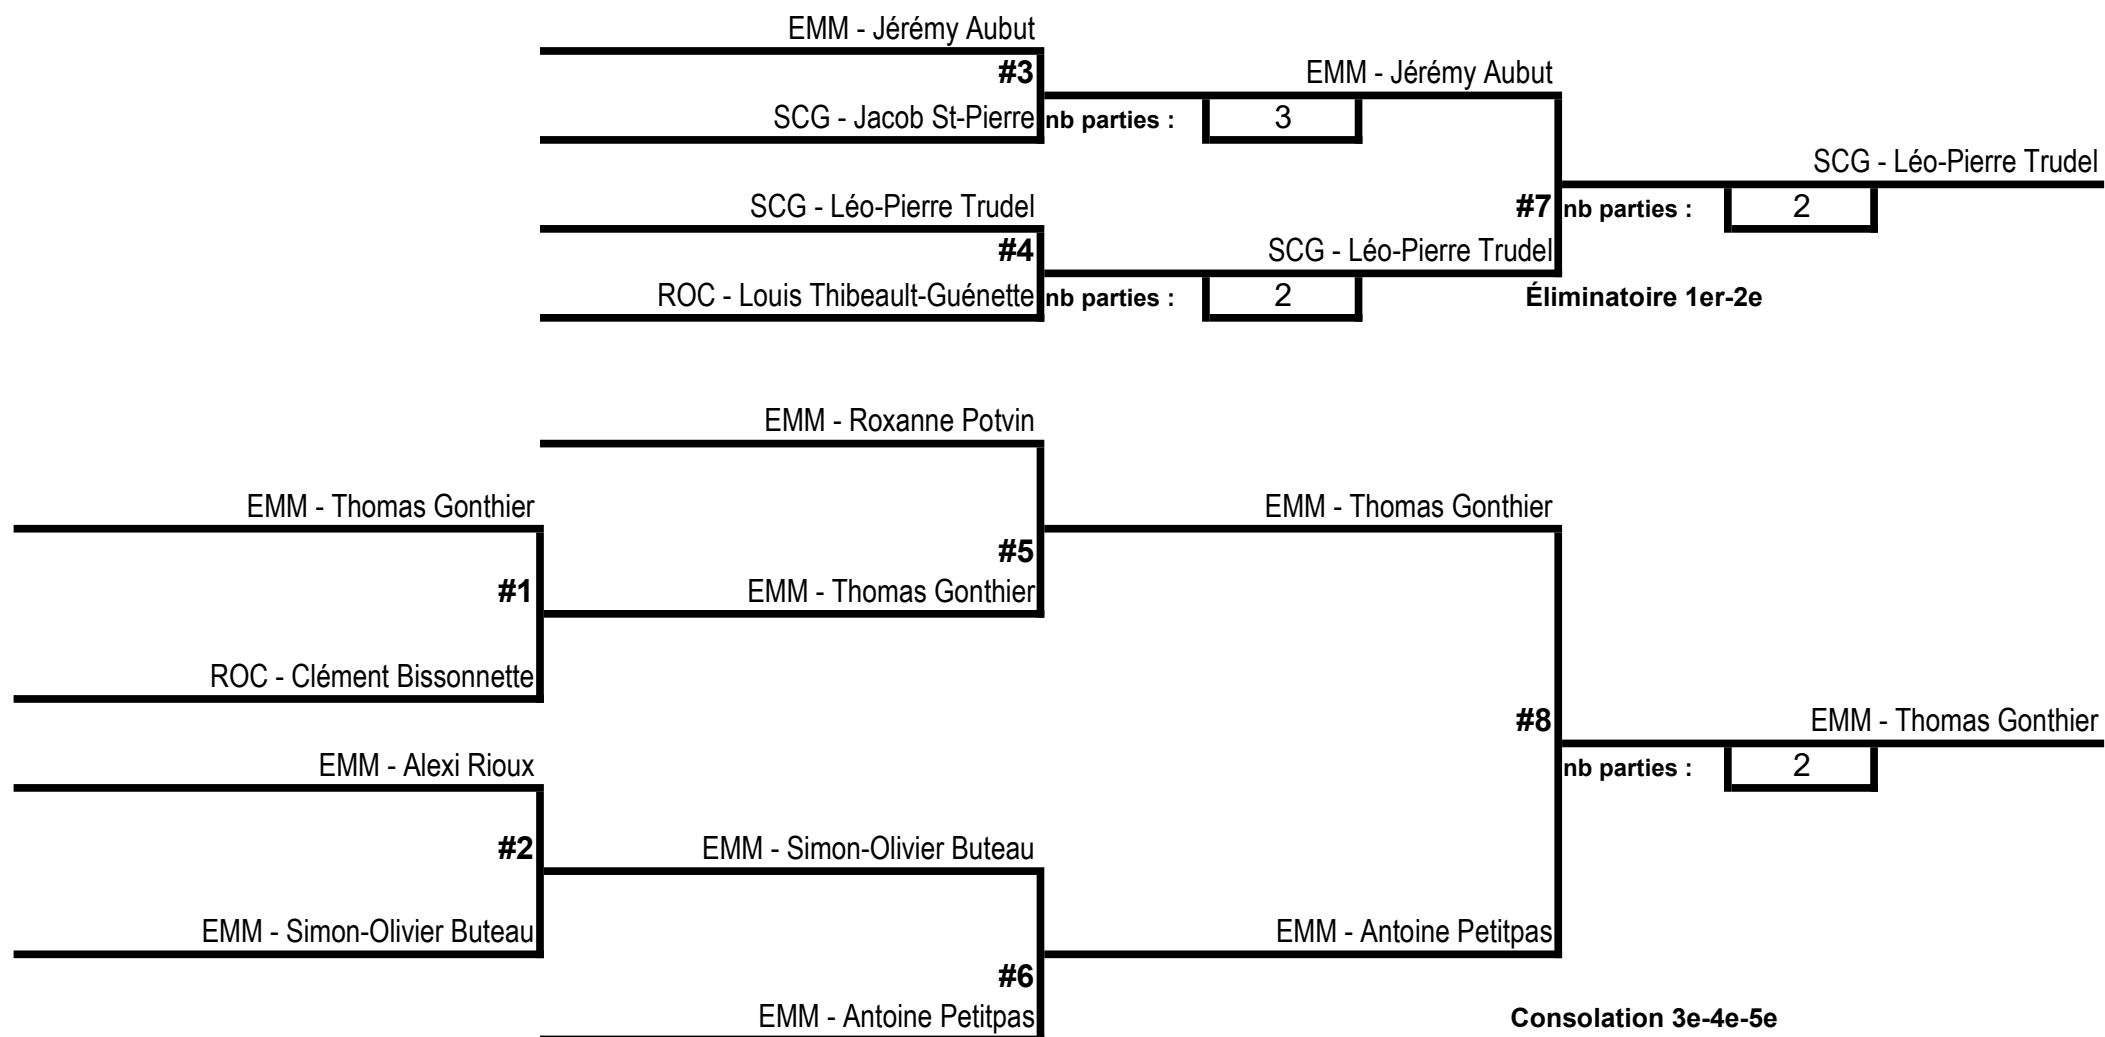 EMM - Jérémy Aubut
#3
EMM - Jérémy Aubut
SCG - Jacob St-Pierre
nb parties :
3
SCG - Léo-Pierre Trudel
SCG - Léo-Pierre Trudel
#7
nb parties :
2
#4
SCG - Léo-Pierre Trudel
ROC - Louis Thibeault-Guénette
nb parties :
2
Éliminatoire 1er-2e
EMM - Roxanne Potvin
EMM - Thomas Gonthier
EMM - Thomas Gonthier
#5
#1
EMM - Thomas Gonthier
ROC - Clément Bissonnette
#8
EMM - Thomas Gonthier
EMM - Alexi Rioux
nb parties :
2
#2
EMM - Simon-Olivier Buteau
EMM - Simon-Olivier Buteau
EMM - Antoine Petitpas
#6
EMM - Antoine Petitpas
Consolation 3e-4e-5e